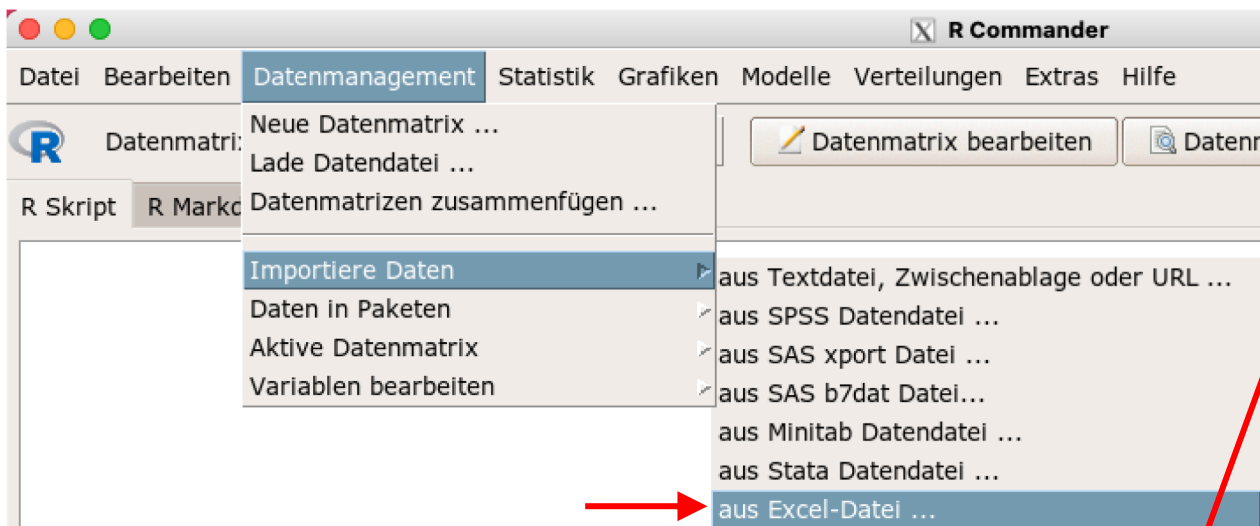 R Commander
Datei Bearbeiten Datenmanagement Statistik Grafiken Modelle Verteilungen Extras Hilfe
Neue Datenmatrix ...
Datenmatrix bearbeiten
Lade Datendatei ...
R Skript
Datenmatrizen zusammenfügen ...
Importiere Daten
aus Textdatei, Zwischenablage oder URL ...
Daten in Paketen
aus SPSS Datendatei ...
Aktive Datenmatrix
aus SAS xport Datei ...
Variablen bearbeiten
aus SAS b7dat Datei...
aus Minitab Datendatei ...
aus Stata Datendatei ...
aus Excel-Datei ...